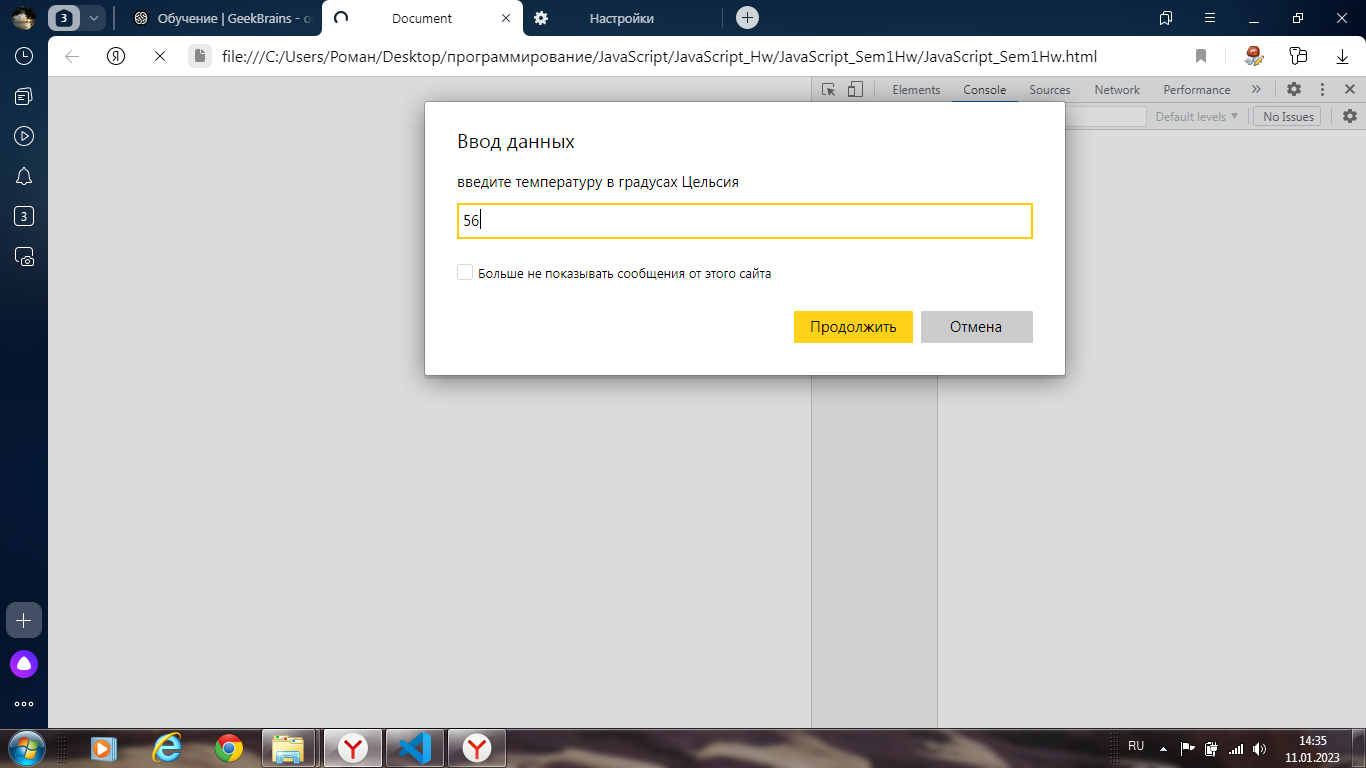 3
Обучение | GeekBrains - о
Document
Настройки
Я
file:///C:/Users/Роман/Desktop/программирование/JavaScript/JavaScript_Hw/JavaScript_Sem1Hw/JavaScript_Sem1Hw.html
Elements Console Sources Network Performance
Default levels No Issues
Ввод данных
введите температуру в градусах Цельсия
56
Больше не показывать сообщения от этого сайта
Продолжить Отмена
3
RU
14:35
11.01.2023